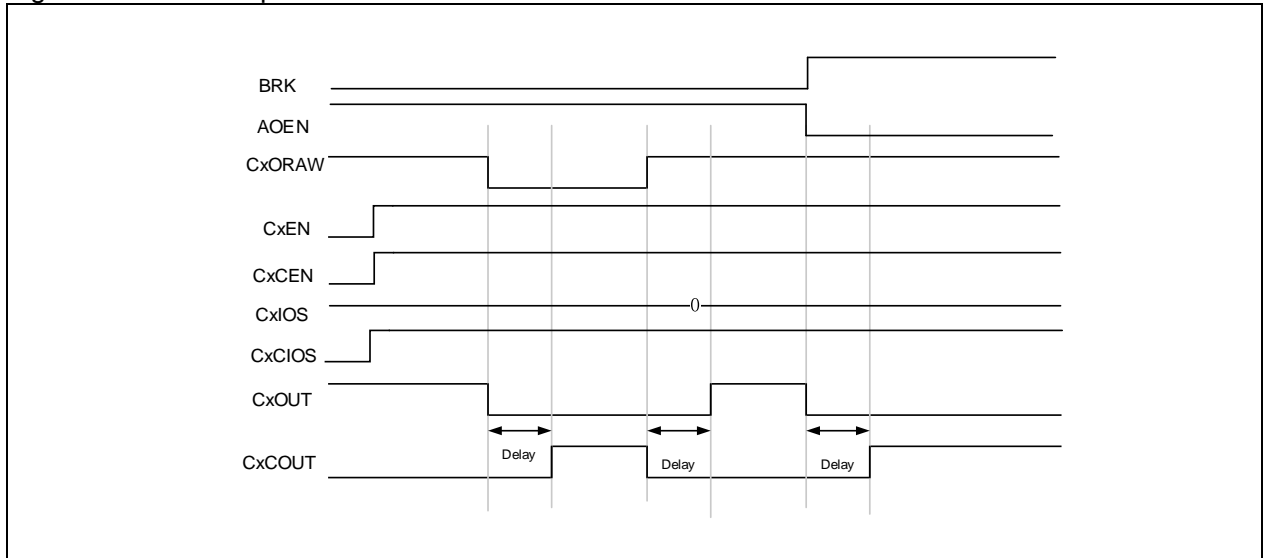 BRK
AOEN
CxORAW
CxEN
CxCEN
0
CxIOS
CxCIOS
CxOUT
Delay
Delay
Delay
CxCOUT